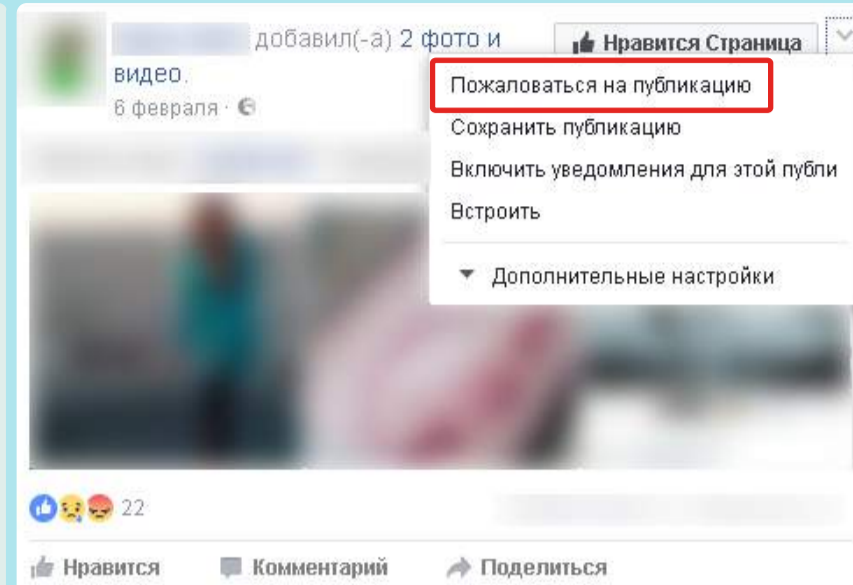 добавил(-а) 2 фото и
видео.
6 февраля ·
Нравится Страница
Пожаловаться на публикацию
Сохранить публикацию
Включить уведомления для этой публи
Встроить
Дополнительные настройки
22
Нравится
Комментарий
Поделиться